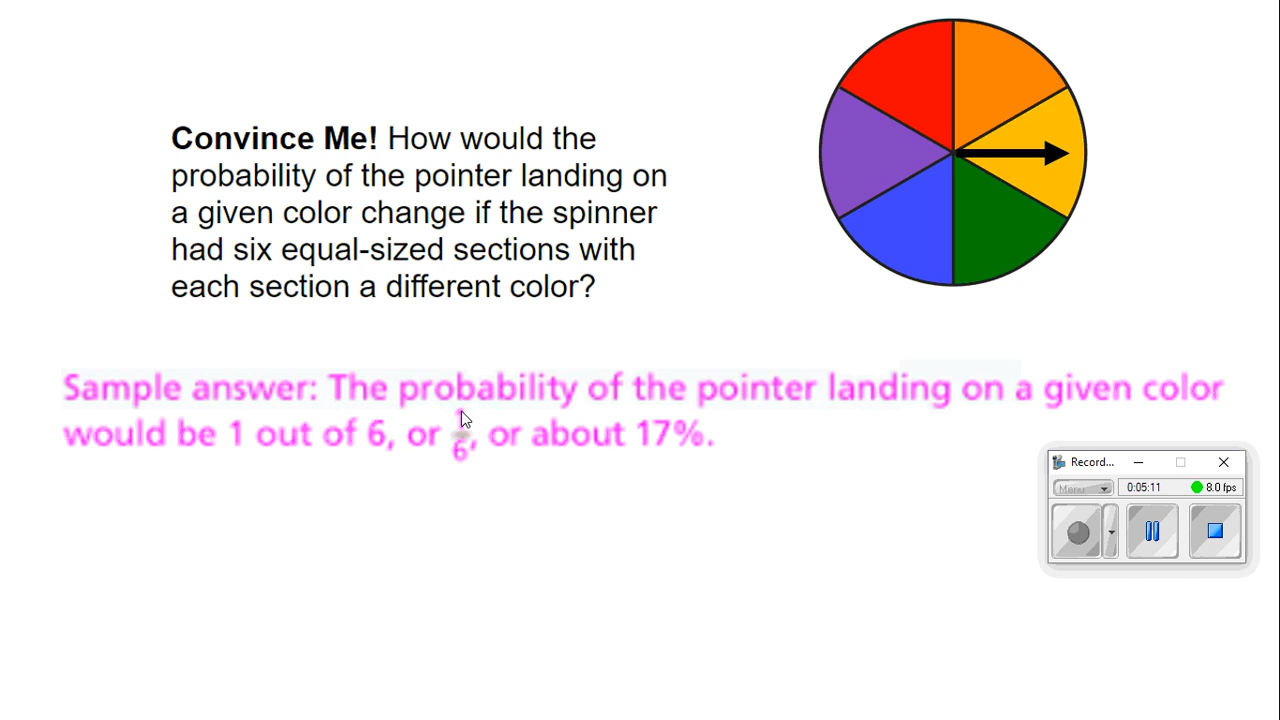 Convince Me! How would the
probability of the pointer landing on
a given color change if the spinner
had six equal-sized sections with
each section a different color?
Sample answer: The probability of the pointer landing on a given color
would be 1 out of 6, or 1/6, or about 17%.
Record...
Menu
0:05:11
8.0 fps